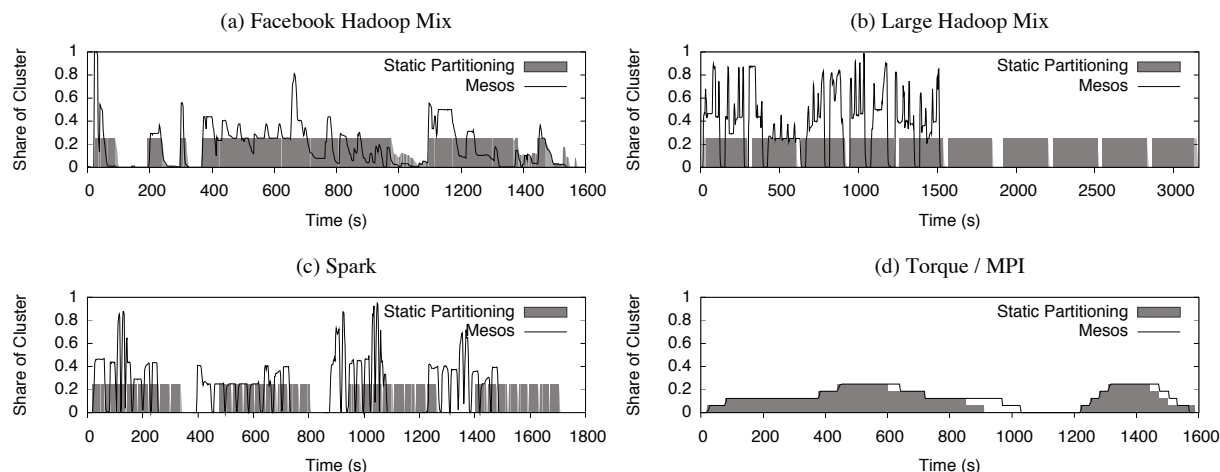 (a) Facebook Hadoop Mix
Share of Cluster
1
0.8
0.6
0.4
0.2
0
Static Partitioning
Mesos
0 200 400 600 800 1000 1200 1400 1600
Time (s)
(b) Large Hadoop Mix
Share of Cluster
1
0.8
0.6
0.4
0.2
0
Static Partitioning
Mesos
0 500 1000 1500 2000 2500 3000
Time (s)
(c) Spark
Share of Cluster
1
0.8
0.6
0.4
0.2
0
Static Partitioning
Mesos
0 200 400 600 800 1000 1200 1400 1600 1800
Time (s)
(d) Torque / MPI
Share of Cluster
1
0.8
0.6
0.4
0.2
0
Static Partitioning
Mesos
0 200 400 600 800 1000 1200 1400 1600
Time (s)